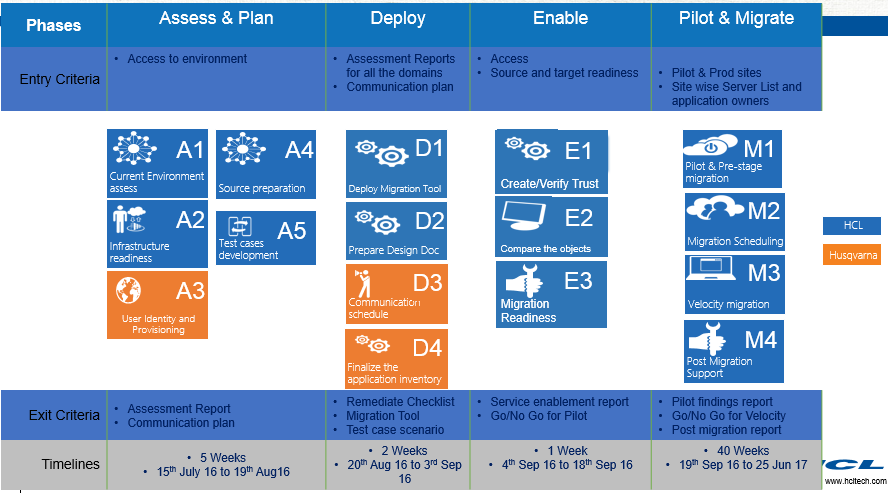 Phases
Assess & Plan
Deploy
Enable
Pilot & Migrate
Entry Criteria
• Access to environment
• Assessment Reports
for all the domains
• Communication plan
• Access
• Source and target readiness
• Pilot & Prod sites
• Site wise Server List and
application owners
A1
Current Environment
assess
A4
Source preparation
A2
Infrastructure
readiness
A5
Test cases
development
A3
User Identity and
Provisioning
D1
Deploy Migration Tool
D2
Prepare Design Doc
D3
Communication
schedule
D4
Finalize the
application inventory
E1
Create/Verify Trust
E2
Compare the objects
E3
Migration
Readiness
M1
Pilot & Pre-stage
migration
M2
Migration Scheduling
M3
Velocity migration
M4
Post Migration
Support
HCL
Husqvarna
Exit Criteria
• Assessment Report
• Communication plan
• Remediate Checklist
• Migration Tool
• Test case scenario
• Service enablement report
• Go/No Go for Pilot
• Pilot findings report
• Go/No Go for Velocity
• Post migration report
Timelines
• 5 Weeks
• 15th July 16 to 19th Aug16
• 2 Weeks
• 20th Aug 16 to 3rd Sep
16
• 1 Week
• 4th Sep 16 to 18th Sep 16
• 40 Weeks
• 19th Sep 16 to 25 Jun 17
CL
www.hcltech.com